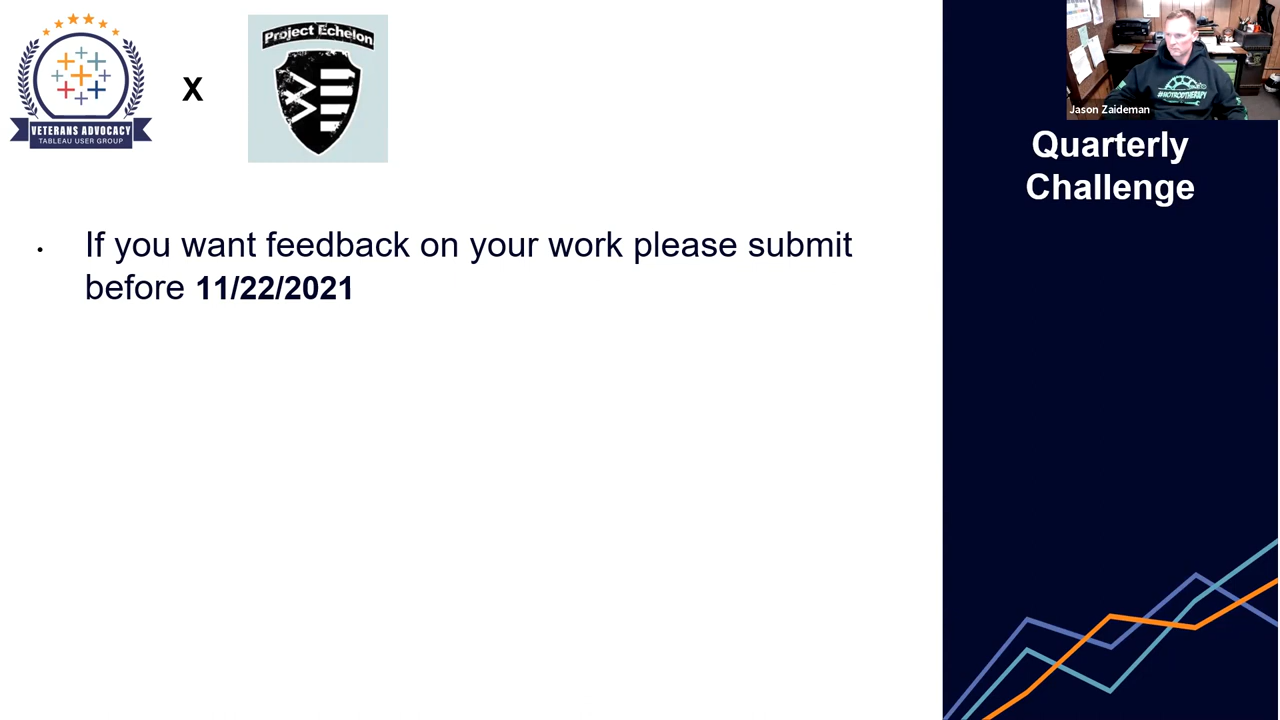 VETERANS ADVOCACY
TABLEAU USER GROUP
X
Project Echelon
Jason Zaideman
#HOTRODTHERAPY
Quarterly
Challenge
• If you want feedback on your work please submit
before 11/22/2021